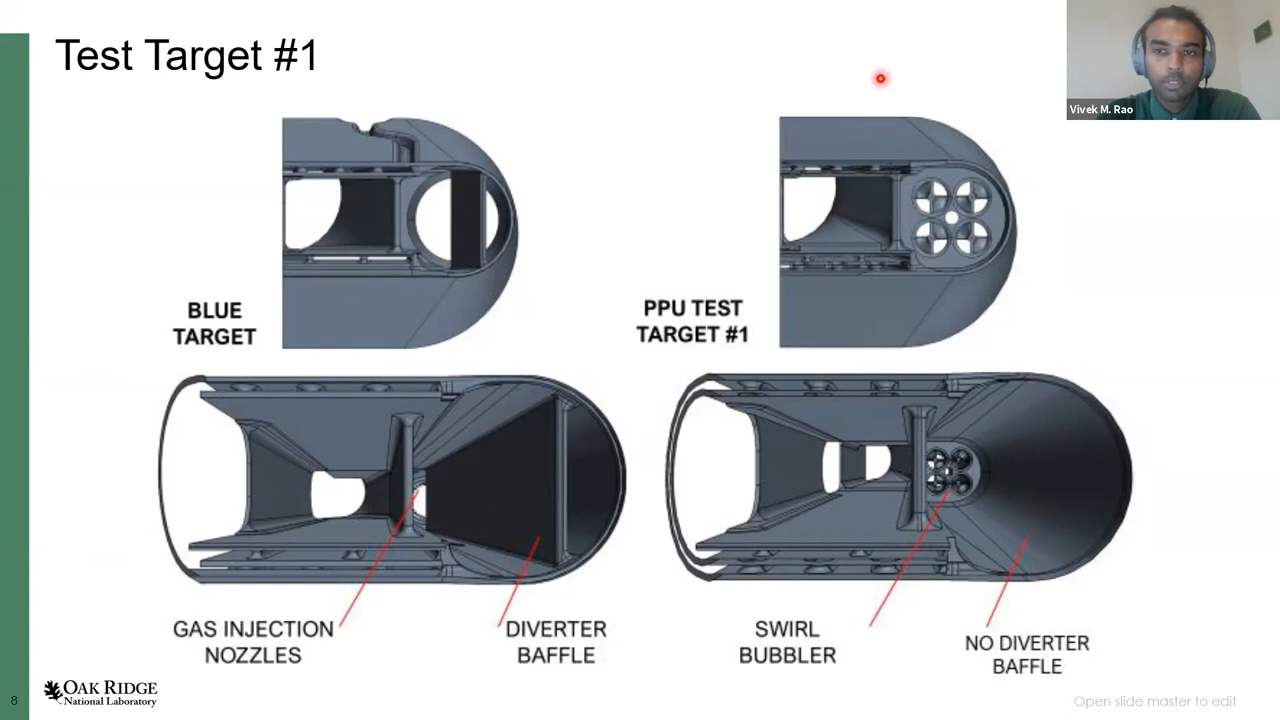 Test Target #1
Vivek M. Rao
BLUE
TARGET
PPU TEST
TARGET #1
GAS INJECTION
NOZZLES
DIVERTER
BAFFLE
SWIRL
BUBBLER
NO DIVERTER
BAFFLE
8
OAK RIDGE
National Laboratory
Open slide master to edit